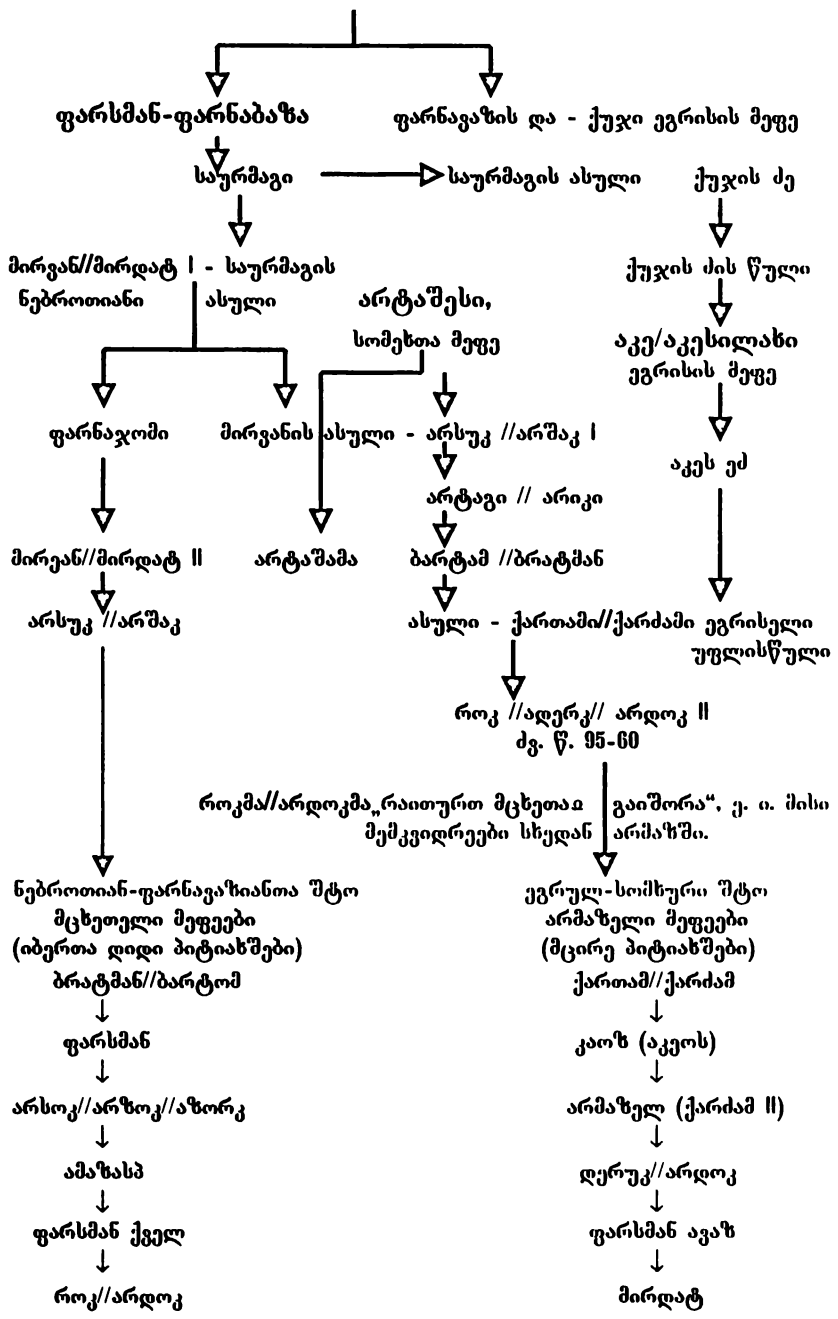 ფარსმან-ფარნაბაზა
ფარნავაზის და - ქუჯი ეგრისის მეფე
საურმაგი
საურმაგის ასული
ქუჯის ძე
მირვან//მირდატ I - საურმაგის
ნებროთიანი ასული
ქუჯის ძის წული
არტაშესი,
სომეხთა მეფე
აკე/აკესილახი
ეგრისის მეფე
ფარნაჯომი
მირვანის ასული - არსუკ //არშაკ I
აკეს ეძ
არტაგი // არიკი
მირეან//მირდატ II
არტაშამა
ბარტამ //ბრატმან
არსუკ //არშაკ
ასული - ქართამი//ქარძამი ეგრისელი
უფლისწული
როკ //ადერკ// არდოკ II
ძვ. წ. 95-60
როკმა//არდოკმა„რაითურთ მცხეთაჲ გაიშორა“, ე. ი. მისი
მემკვიდრეები სხედან არმაზში.
ნებროთიან-ფარნავაზიანთა შტო
მცხეთელი მეფეები
(იბერთა დიდი პიტიახშები)
ბრატმან//ბარტომ
ფარსმან
არსოკ//არზოკ//აზორკ
ამაზასპ
ფარსმან ქველ
როკ//არდოკ
ეგრულ-სომხური შტო
არმაზელი მეფეები
(მცირე პიტიახშები)
ქართამ//ქარძამ
კაოზ (აკეოს)
არმაზელ (ქარძამ II)
დერუკ//არდოკ
ფარსმან ავაზ
მირდატ